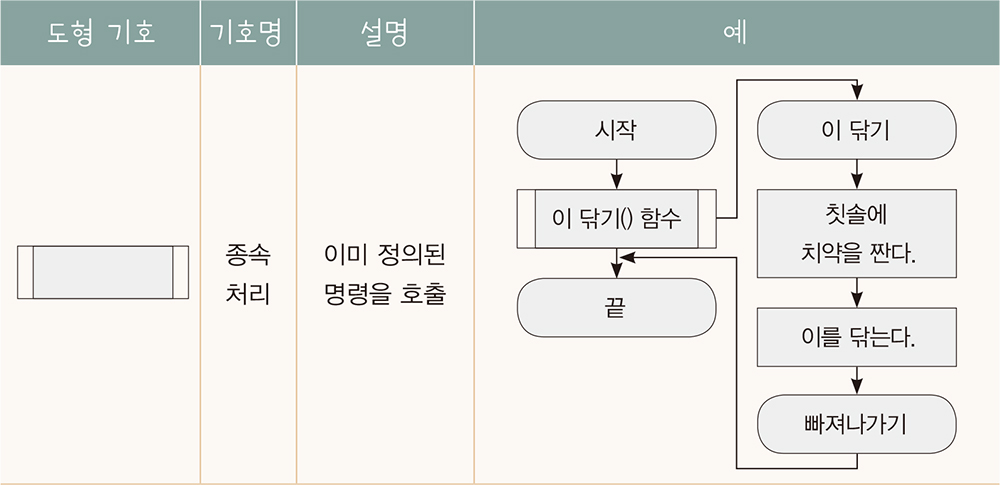 도형 기호 기호명 설명 예
종속
처리
이미 정의된
명령을 호출
시작
이 닦기() 함수
끝
이 닦기
칫솔에
치약을 짠다.
이를 닦는다.
빠져나가기